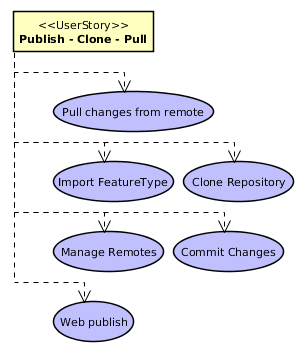 <<UserStory>>
Publish - Clone - Pull
Pull changes from remote
Import FeatureType
Clone Repository
Manage Remotes
Commit Changes
Web publish